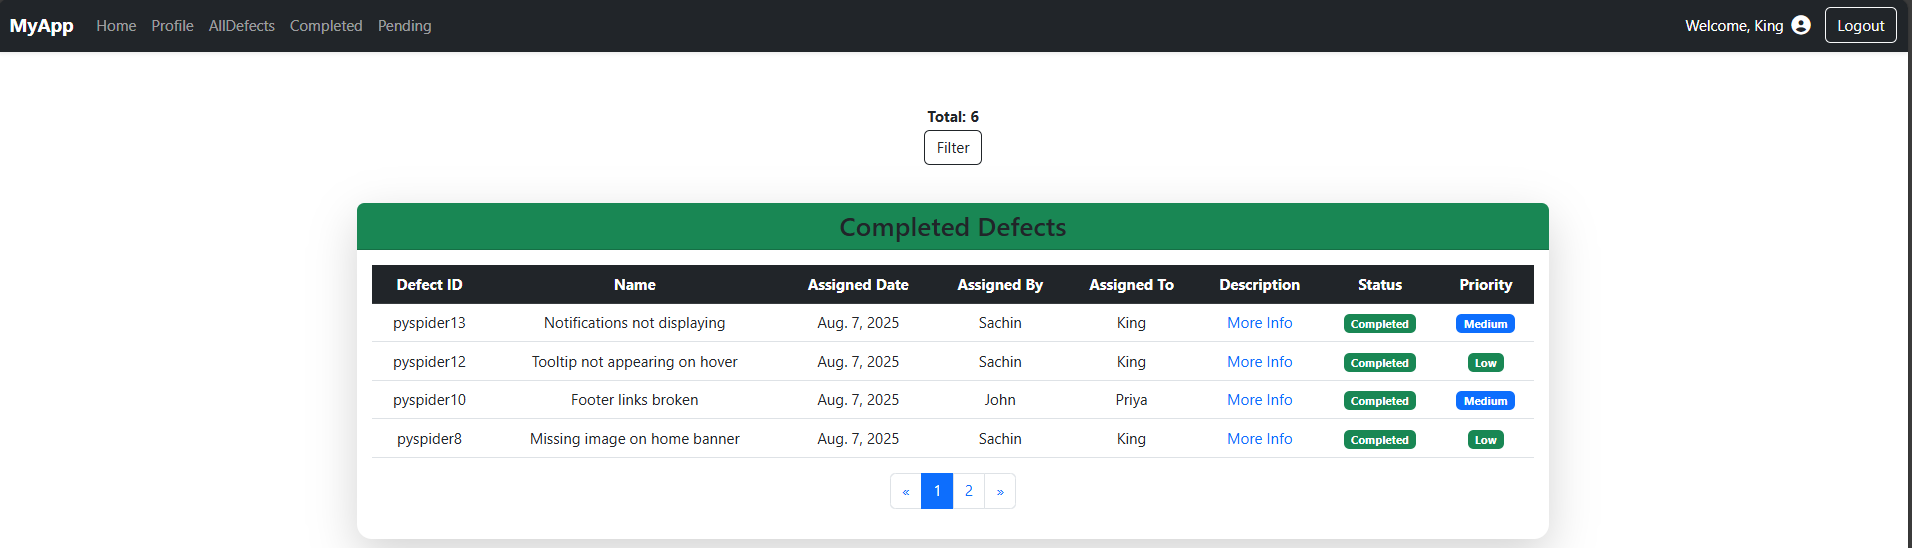 MyApp Home Profile AllDefects Completed Pending Welcome, King Logout
Total: 6
Filter
Completed Defects
Defect ID Name Assigned Date Assigned By Assigned To Description Status Priority
pyspider13 Notifications not displaying Aug. 7, 2025 Sachin King More Info Completed Medium
pyspider12 Tooltip not appearing on hover Aug. 7, 2025 Sachin King More Info Completed Low
pyspider10 Footer links broken Aug. 7, 2025 John Priya More Info Completed Medium
pyspider8 Missing image on home banner Aug. 7, 2025 Sachin King More Info Completed Low
« 1 2 »